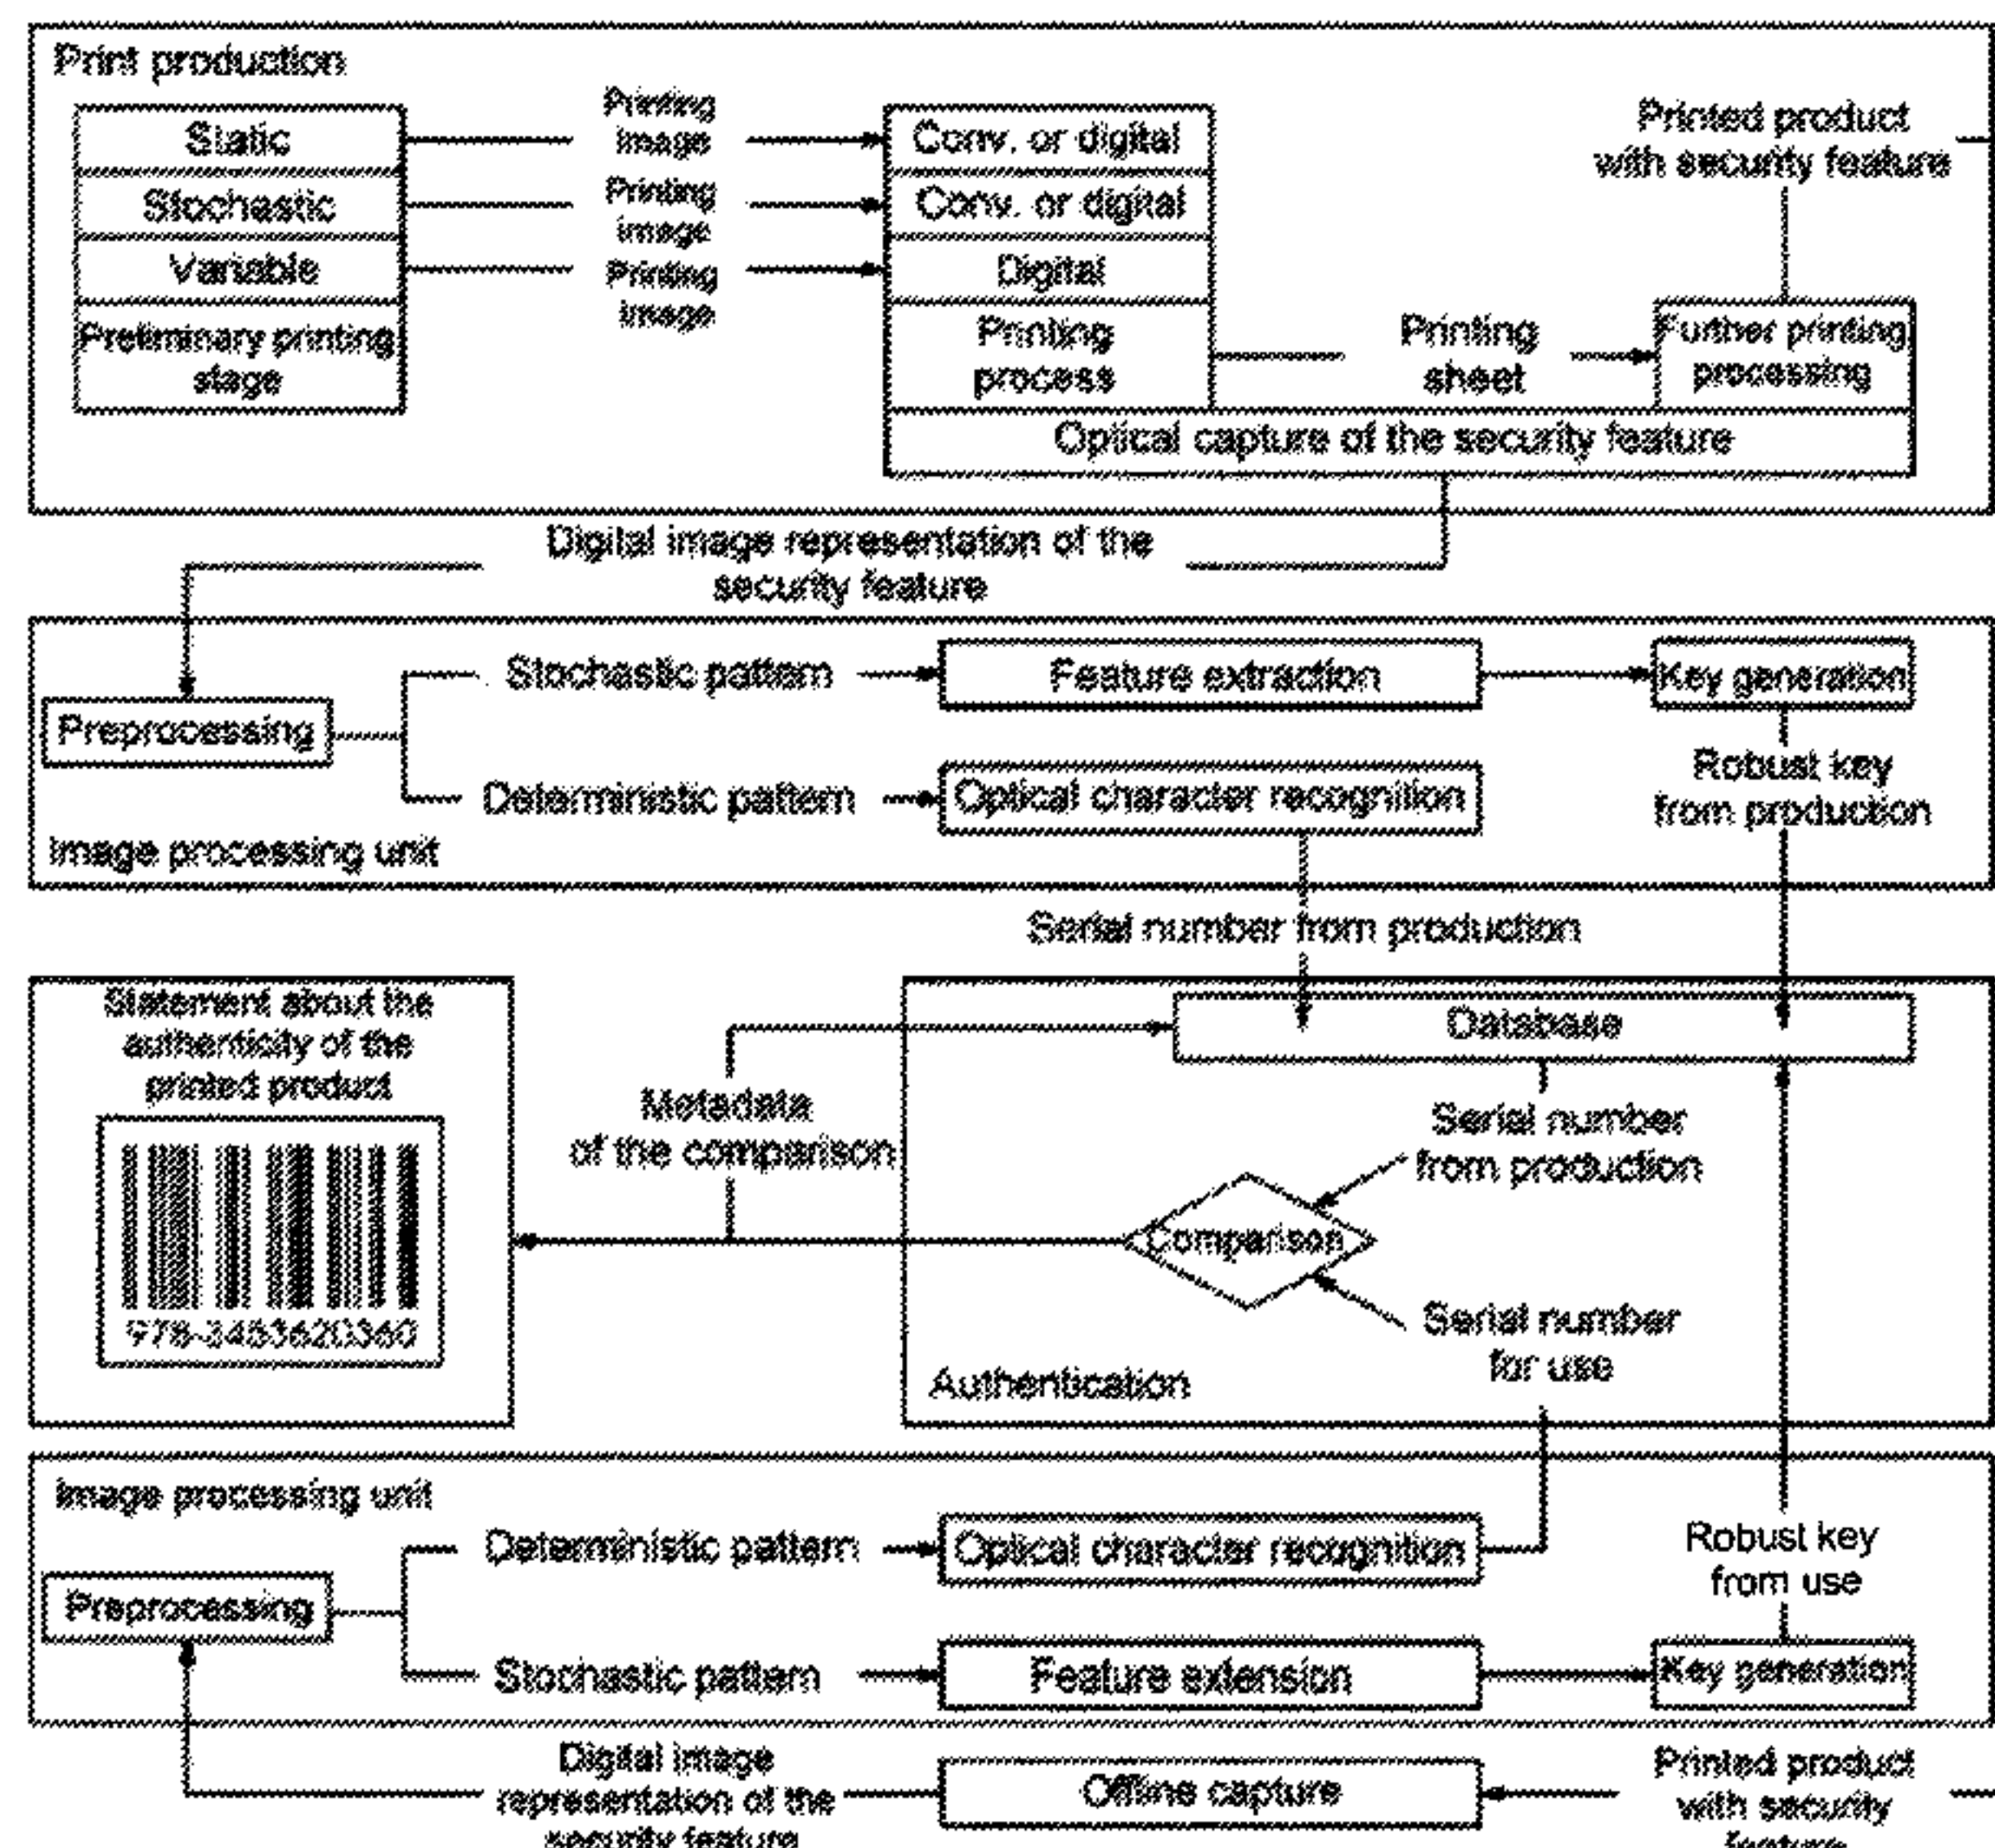 Print production
Static
Stochastic
Variable
Preliminary printing
stage
Printing
image
Printing
image
Printing
image
Conv. or digital
Conv. or digital
Digital
Printing
process
Printing
sheet
Further printing
processing
Printed product
with security feature
Optical capture of the security feature
Digital image representation of the
security feature
Preprocessing
Stochastic pattern
Feature extraction
Key generation
Deterministic pattern
Optical character recognition
Robust key
from production
Image processing unit
Serial number from production
Statement about the
authenticity of the
printed product
978-3453620360
Metadata
of the comparison
Database
Serial number
from production
Comparison
Serial number
for use
Authentication
Image processing unit
Deterministic pattern
Optical character recognition
Robust key
from use
Preprocessing
Stochastic pattern
Feature extension
Key generation
Digital image
representation of the
security feature
Offline capture
Printed product
with security
feature